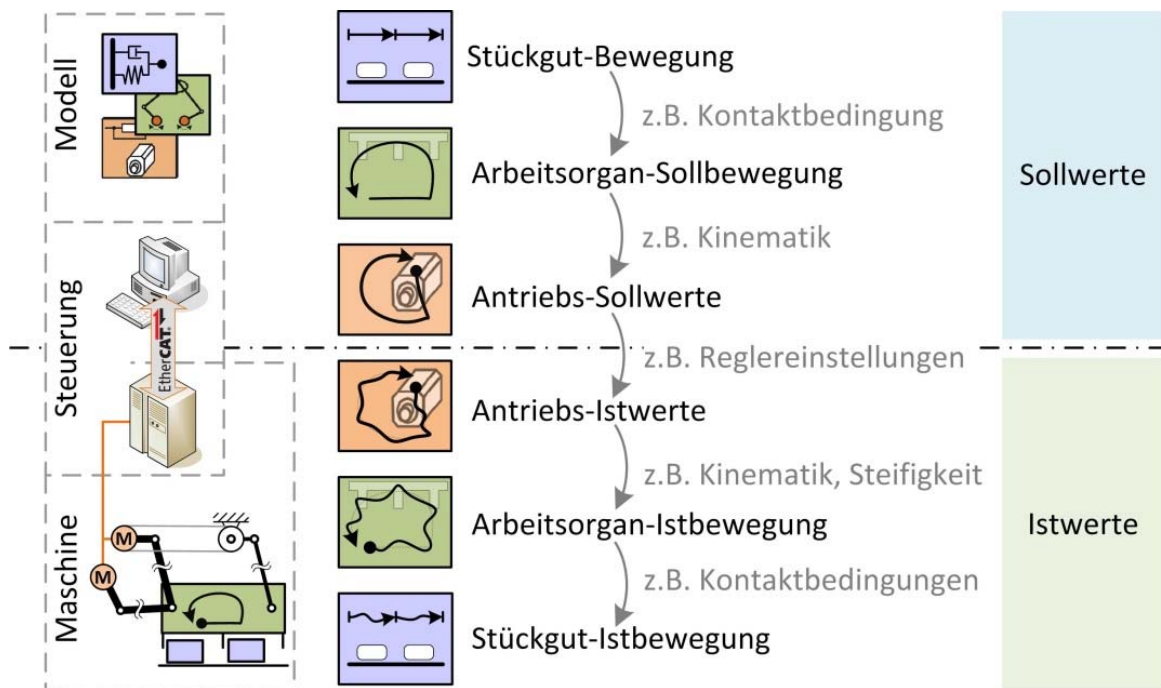 Modell
Steuerung
Maschine
EtherCAT
M
M
Stückgut-Bewegung
z.B. Kontaktbedingung
Arbeitsorgan-Sollbewegung
z.B. Kinematik
Antriebs-Sollwerte
z.B. Reglereinstellungen
Antriebs-Istwerte
z.B. Kinematik, Steifigkeit
Arbeitsorgan-Istbewegung
z.B. Kontaktbedingungen
Stückgut-Istbewegung
Sollwerte
Istwerte